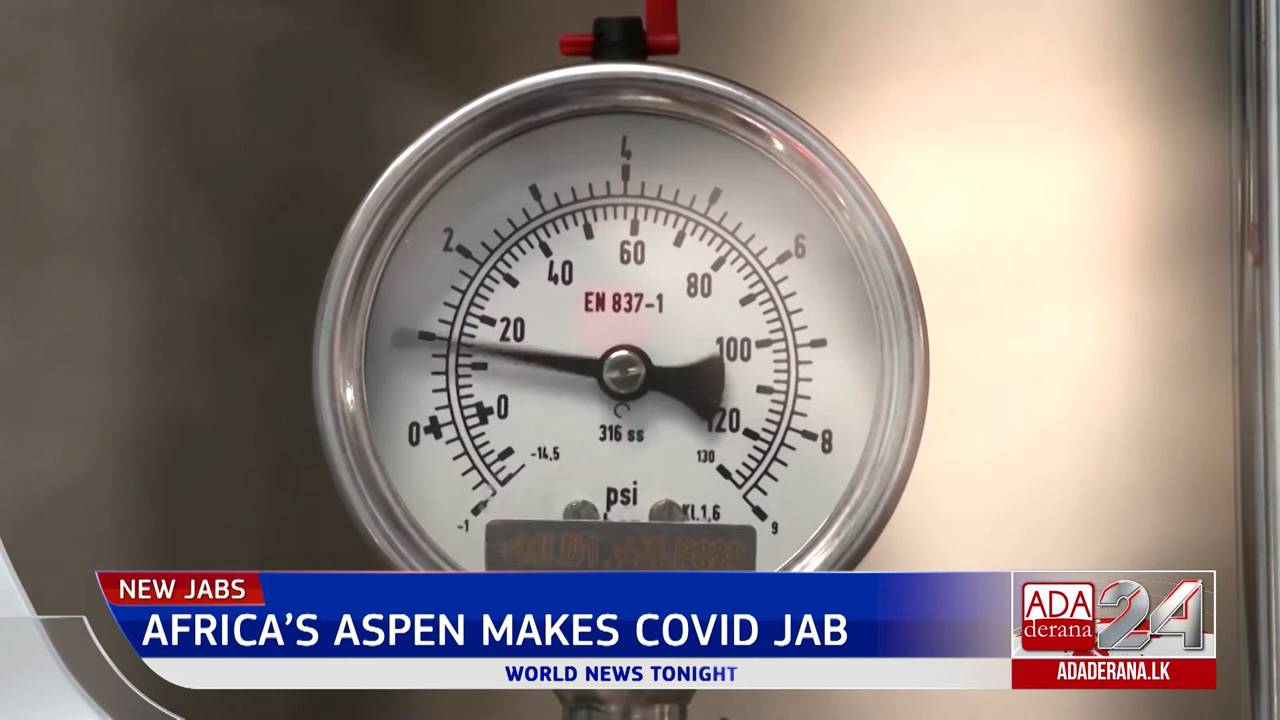 4
2
6
60
40
80
EN 837-1
20
100
0
0
120
8
316 ss
-14,5
130
psi
KL1,6
-1
9
NEW JABS
AFRICA'S ASPEN MAKES COVID JAB
WORLD NEWS TONIGHT
ADA
derana
24
ADADERANA.LK